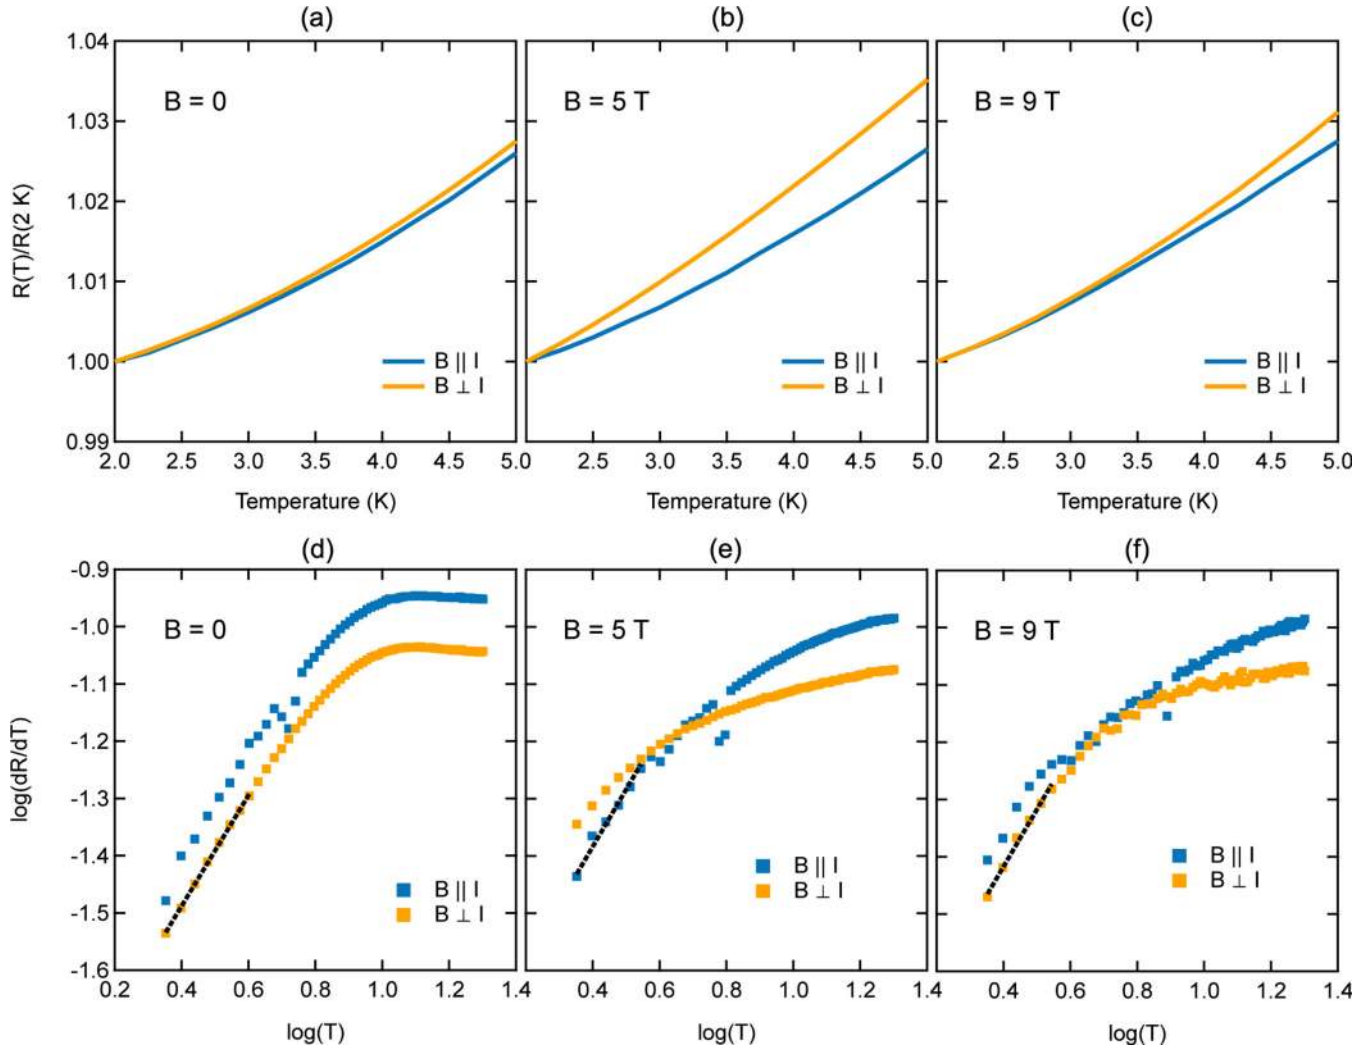 (a) (b) (c)
1.04
1.03
1.02
1.01
1.00
0.99
R(T)/R(2 K)
B = 0
B = 5 T
B = 9 T
B || I
B ⊥ I
B || I
B ⊥ I
B || I
B ⊥ I
2.0 2.5 3.0 3.5 4.0 4.5 5.0 2.5 3.0 3.5 4.0 4.5 5.0 2.5 3.0 3.5 4.0 4.5 5.0
Temperature (K) Temperature (K) Temperature (K)
(d) (e) (f)
-0.9
-1.0
-1.1
-1.2
-1.3
-1.4
-1.5
-1.6
log(dR/dT)
B = 0
B = 5 T
B = 9 T
B || I
B ⊥ I
B || I
B ⊥ I
B || I
B ⊥ I
0.2 0.4 0.6 0.8 1.0 1.2 1.4 0.4 0.6 0.8 1.0 1.2 1.4 0.4 0.6 0.8 1.0 1.2 1.4
log(T) log(T) log(T)